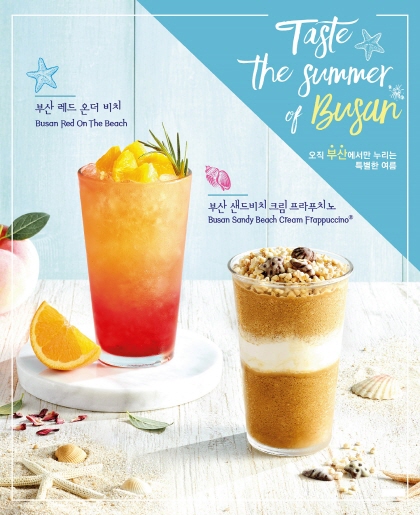 Taste
the summer
of Busan
오직 부산에서만 누리는
특별한 여름
부산 레드 온더 비치
Busan Red On The Beach
부산 샌드비치 크림 프라푸치노
Busan Sandy Beach Cream Frappuccino®